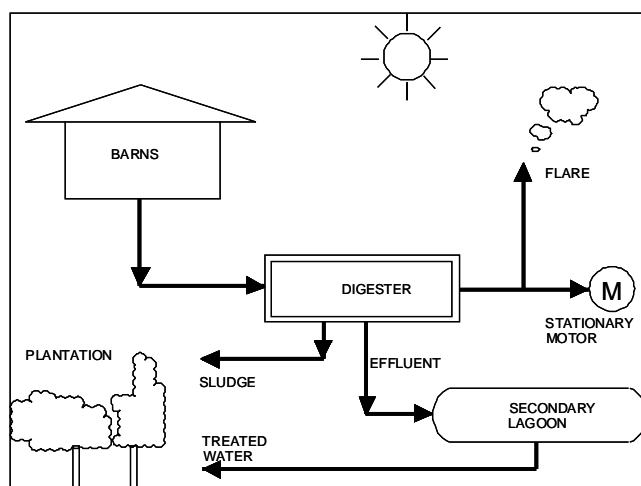 BARNS
FLARE
DIGESTER
M
STATIONARY
MOTOR
PLANTATION
SLUDGE
EFFLUENT
SECONDARY
LAGOON
TREATED
WATER